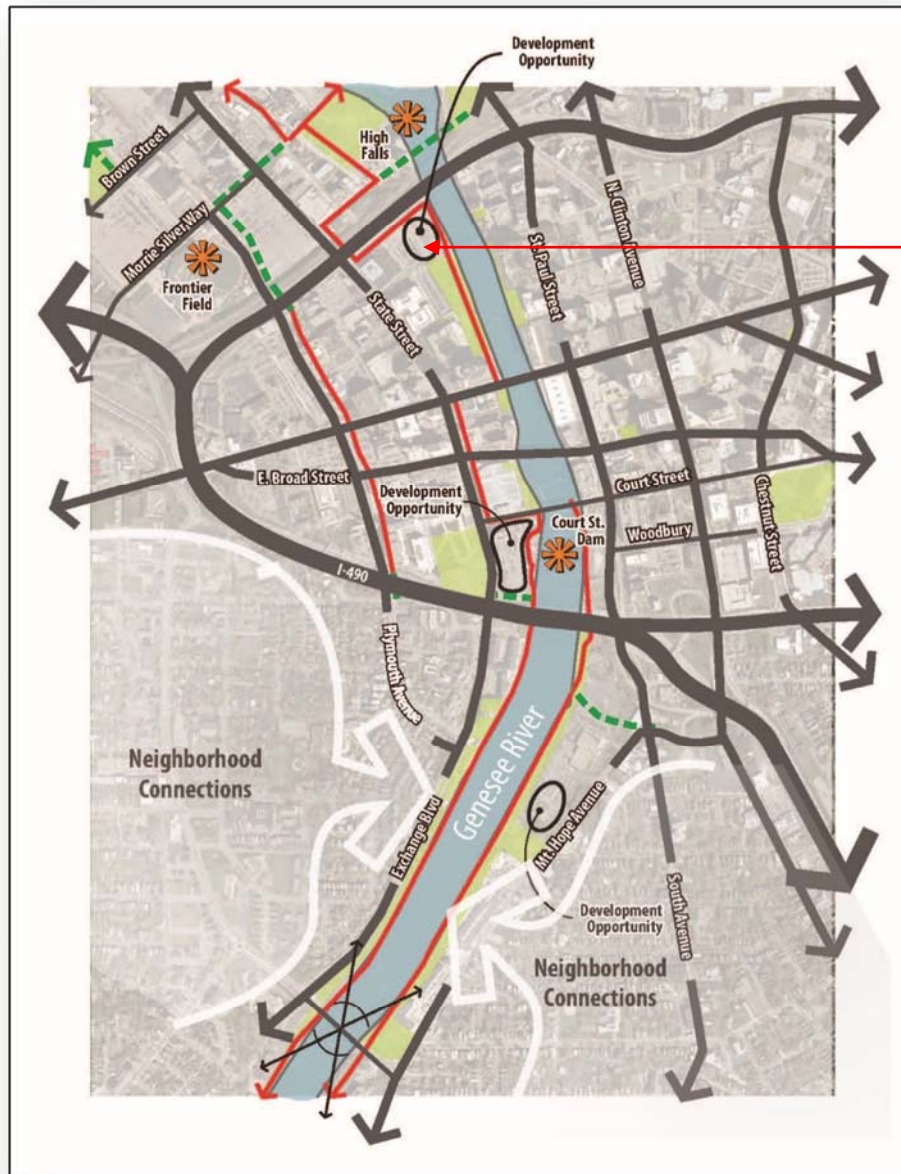 Development
Opportunity
High
Falls
Brown Street
Morrie Silver Way
Frontier
Field
State Street
St. Paul Street
N. Clinton Avenue
E. Broad Street
Development
Opportunity
Court St.
Dam
Court Street
Woodbury
Chestnut Street
I-490
Plymouth Avenue
Neighborhood
Connections
Genesee River
Exchange Blvd
Mt. Hope Avenue
South Avenue
Development
Opportunity
Neighborhood
Connections